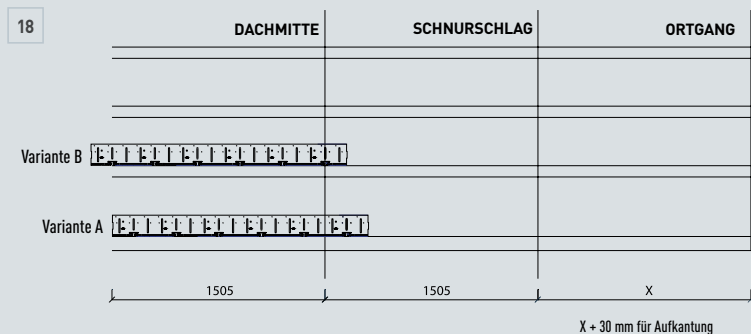 18
DACHMITTE SCHNURSCHLAG ORTGANG
Variante B
Variante A
1505 1505 X
X + 30 mm für Aufkantung